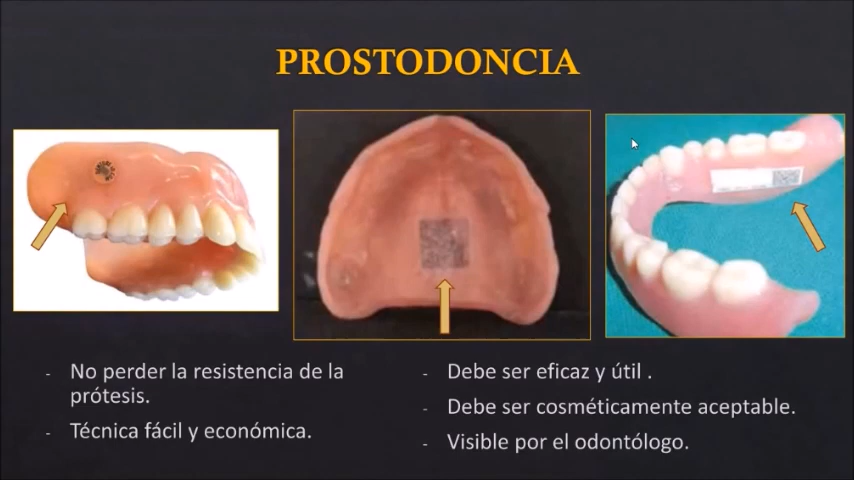 PROSTODONCIA
- No perder la resistencia de la
prótesis.
- Técnica fácil y económica.
- Debe ser eficaz y útil .
- Debe ser cosméticamente aceptable.
- Visible por el odontólogo.